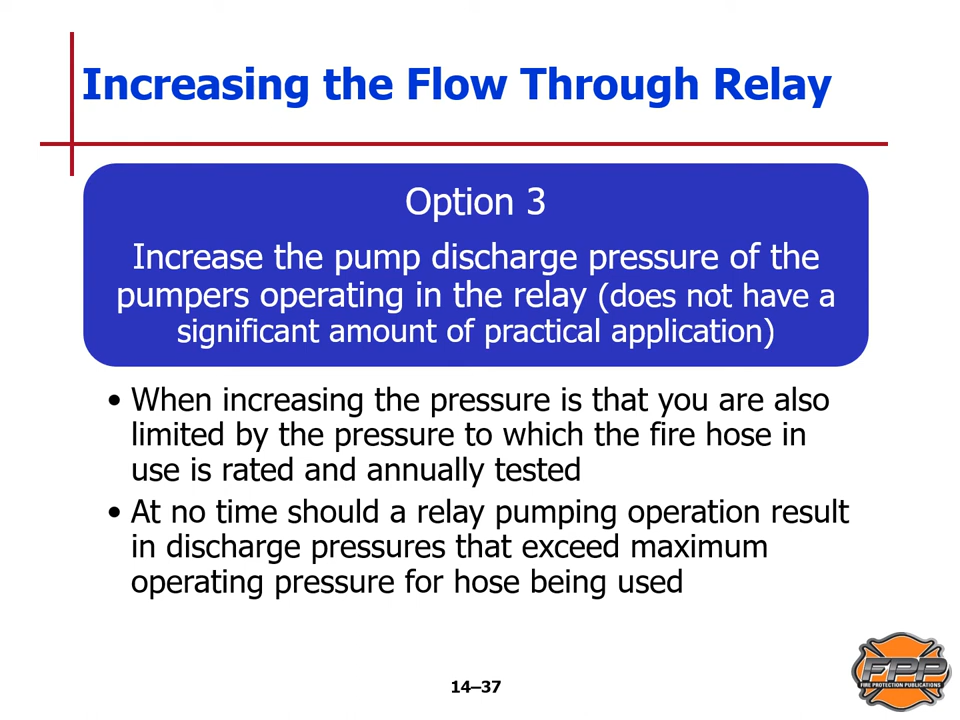 Increasing the Flow Through Relay
Option 3
Increase the pump discharge pressure of the
pumpers operating in the relay (does not have a
significant amount of practical application)
• When increasing the pressure is that you are also
limited by the pressure to which the fire hose in
use is rated and annually tested
• At no time should a relay pumping operation result
in discharge pressures that exceed maximum
operating pressure for hose being used
14–37
FPP
FIRE PROTECTION PUBLICATIONS